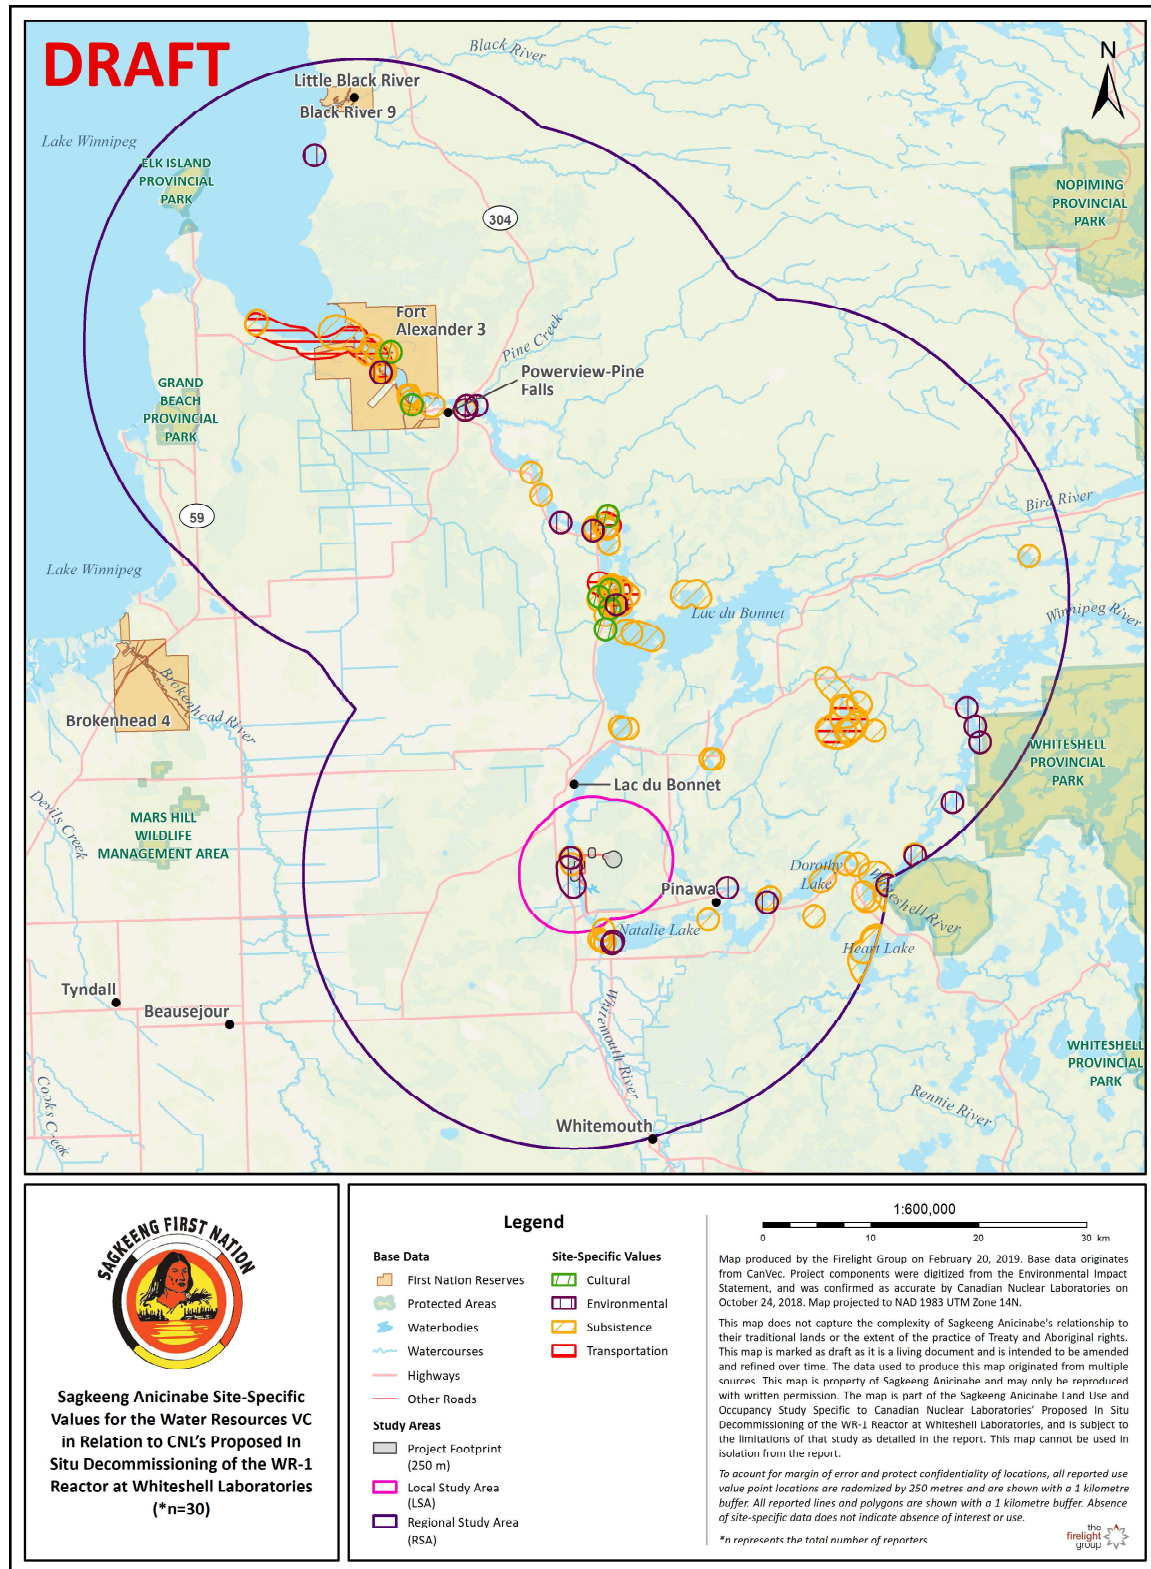 DRAFT
Black River
N
Little Black River
Black River 9
Lake Winnipeg
ELK ISLAND
PROVINCIAL
PARK
NOPIMING
PROVINCIAL
PARK
304
Fort
Alexander 3
Pine Creek
Powerview-Pine
Falls
GRAND
BEACH
PROVINCIAL
PARK
59
Bird River
Lake Winnipeg
Lac du Bonnet
Winnipeg River
Brokenhead River
Brokenhead 4
WHITESHELL
PROVINCIAL
PARK
Lac du Bonnet
Devils Creek
MARS HILL
WILDLIFE
MANAGEMENT AREA
Dorothy
Lake
Pinawa
Whiteshell River
Natalie Lake
Heart Lake
Tyndall
Beausejour
Whitemouth River
WHITESHELL
PROVINCIAL
PARK
Cooks Creek
Rennie River
Whitemouth
SAGKEENG FIRST NATION
Sagkeeng Anicinabe Site-Specific
Values for the Water Resources VC
in Relation to CNL's Proposed In
Situ Decommissioning of the WR-1
Reactor at Whiteshell Laboratories
(*n=30)
Legend
Base Data
First Nation Reserves
Protected Areas
Waterbodies
Watercourses
Highways
Other Roads
Study Areas
Project Footprint
(250 m)
Local Study Area
(LSA)
Regional Study Area
(RSA)
Site-Specific Values
Cultural
Environmental
Subsistence
Transportation
1:600,000
0 10 20 30 km
Map produced by the Firelight Group on February 20, 2019. Base data originates
from CanVec. Project components were digitized from the Environmental Impact
Statement, and was confirmed as accurate by Canadian Nuclear Laboratories on
October 24, 2018. Map projected to NAD 1983 UTM Zone 14N.
This map does not capture the complexity of Sagkeeng Anicinabe's relationship to
their traditional lands or the extent of the practice of Treaty and Aboriginal rights.
This map is marked as draft as it is a living document and is intended to be amended
and refined over time. The data used to produce this map originated from multiple
sources. This map is property of Sagkeeng Anicinabe and may only be reproduced
with written permission. The map is part of the Sagkeeng Anicinabe Land Use and
Occupancy Study Specific to Canadian Nuclear Laboratories' Proposed In Situ
Decommissioning of the WR-1 Reactor at Whiteshell Laboratories, and is subject to
the limitations of that study as detailed in the report. This map cannot be used in
isolation from the report.
To acount for margin of error and protect confidentiality of locations, all reported use
value point locations are radomized by 250 metres and are shown with a 1 kilometre
buffer. All reported lines and polygons are shown with a 1 kilometre buffer. Absence
of site-specific data does not indicate absence of interest or use.
*n represents the total number of reporters
the
firelight
group